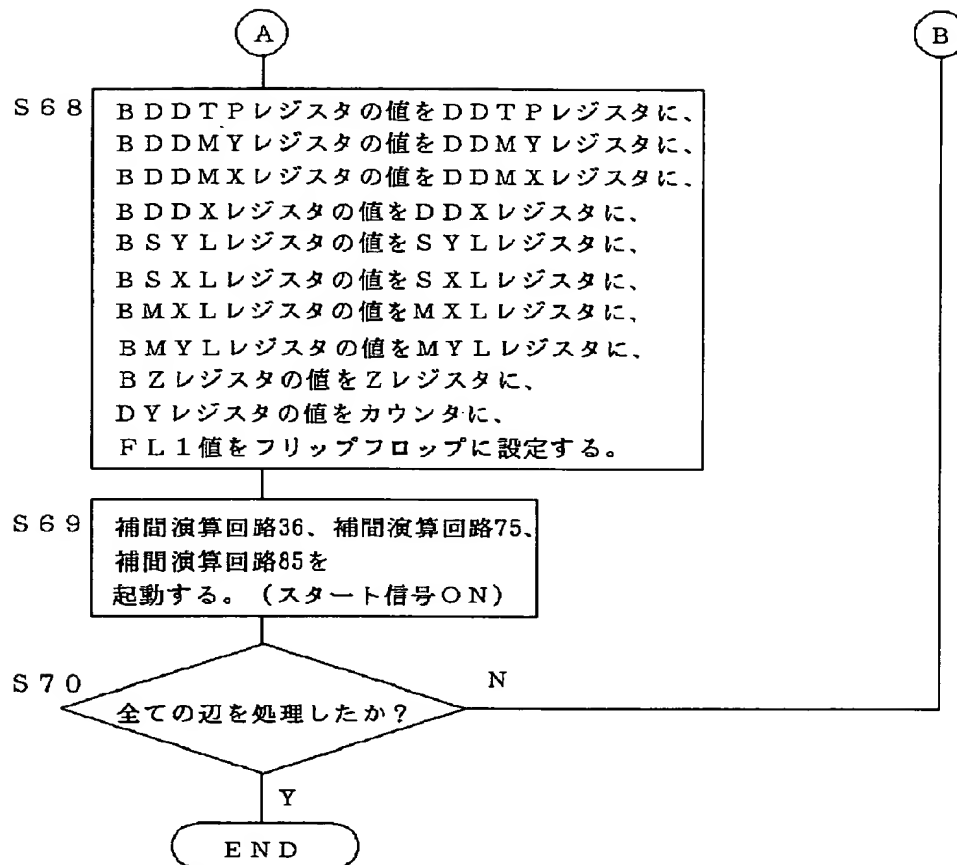 A
B
S68
BDDTPレジスタの値をDDTPレジスタに、
BDDMYレジスタの値をDDMYレジスタに、
BDDMXレジスタの値をDDMXレジスタに、
BDDXレジスタの値をDDXレジスタに、
BSYLレジスタの値をSYLレジスタに、
BSXLレジスタの値をSXLレジスタに、
BMXLレジスタの値をMXLレジスタに、
BMYLレジスタの値をMYLレジスタに、
BZレジスタの値をZレジスタに、
DYレジスタの値をカウンタに、
FL1値をフリップフロップに設定する。
S69
補間演算回路36、補間演算回路75、
補間演算回路85を
起動する。(スタート信号ON)
S70
全ての辺を処理したか?
N
Y
END